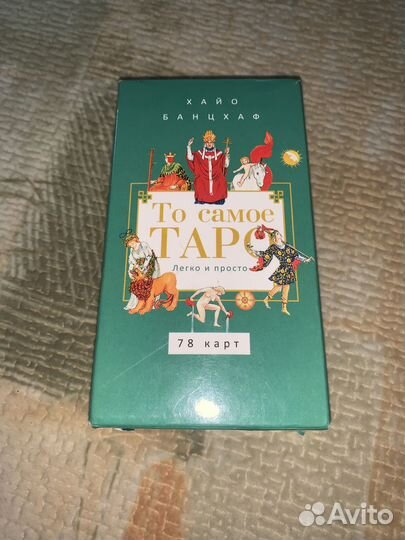 ХАЙО
БАНЦХАФ
То самое
ТАРО
Легко и просто
78 карт
Avito